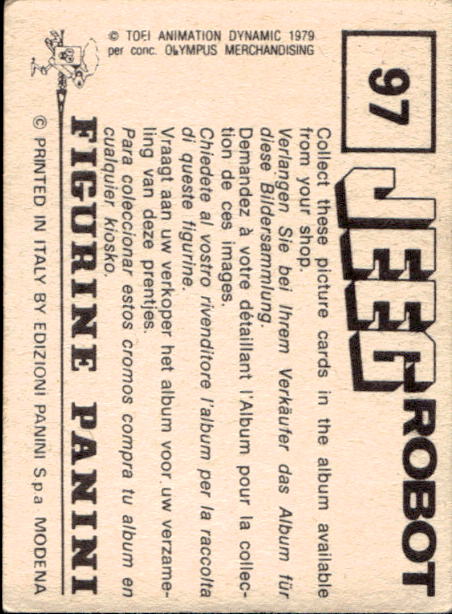 97
JEEG ROBOT
Collect these picture cards in the album available
from your shop.
Verlangen Sie bei Ihrem Verkäufer das Album für
diese Bildersammlung.
Demandez à votre détaillant l'Album pour la collec-
tion de ces images.
Chiedete al vostro rivenditore l'album per la raccolta
di queste figurine.
Vraagt aan uw verkoper het album voor uw verzame-
ling van deze prentjes.
Para coleccionar estos cromos compra tu album en
cualquier kiosko.
FIGURINE PANINI
© PRINTED IN ITALY BY EDIZIONI PANINI S.p.a. MODENA
© TOEI ANIMATION DYNAMIC 1979
per conc. OLYMPUS MERCHANDISING